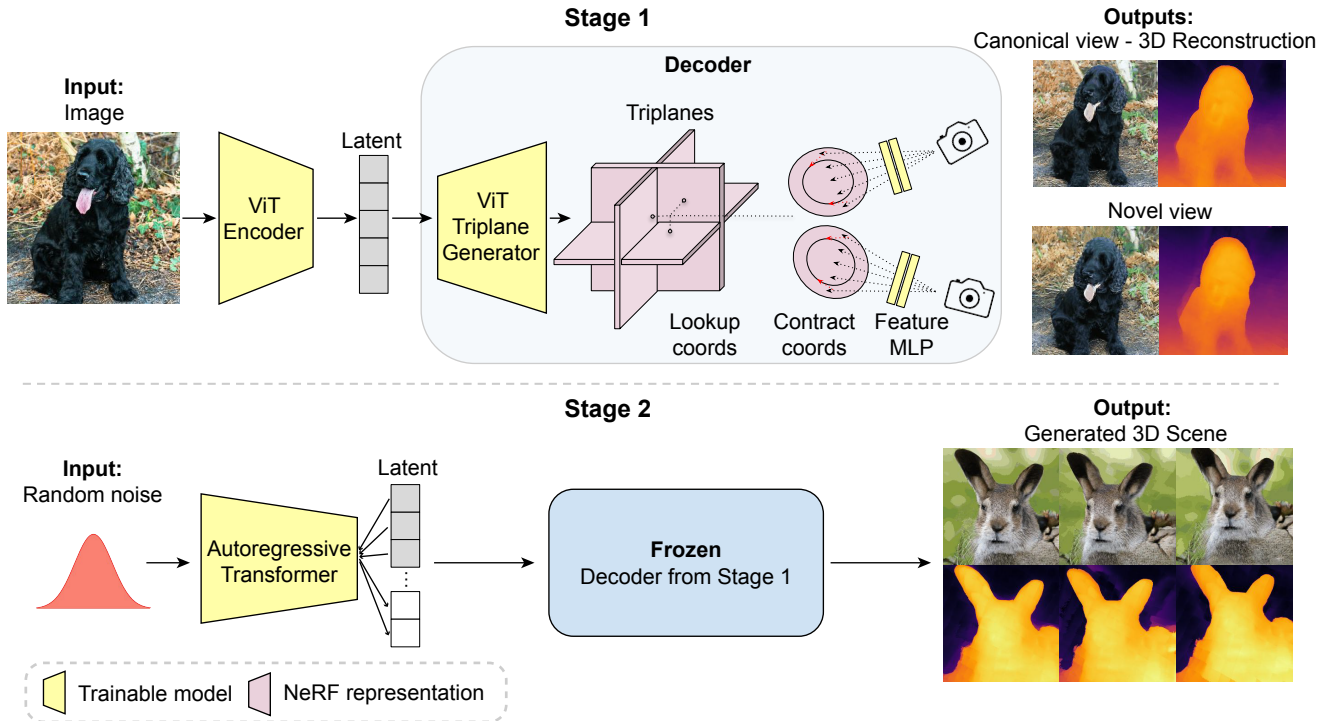 Stage 1
Input:
Image
ViT
Encoder
Latent
Decoder
ViT
Triplane
Generator
Triplanes
Lookup
coords
Contract
coords
Feature
MLP
Outputs:
Canonical view - 3D Reconstruction
Novel view
Stage 2
Input:
Random noise
Autoregressive
Transformer
Latent
Frozen
Decoder from Stage 1
Output:
Generated 3D Scene
Trainable model
NeRF representation